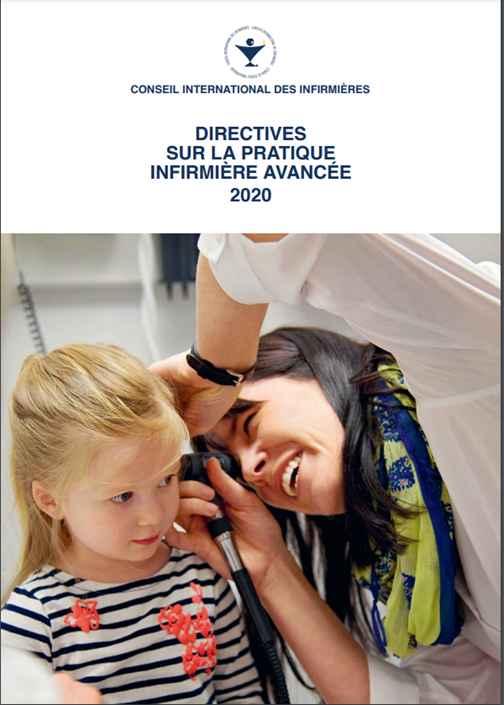 CONSEIL INTERNATIONAL DES INFIRMIÈRES
DIRECTIVES
SUR LA PRATIQUE
INFIRMIÈRE AVANCÉE
2020